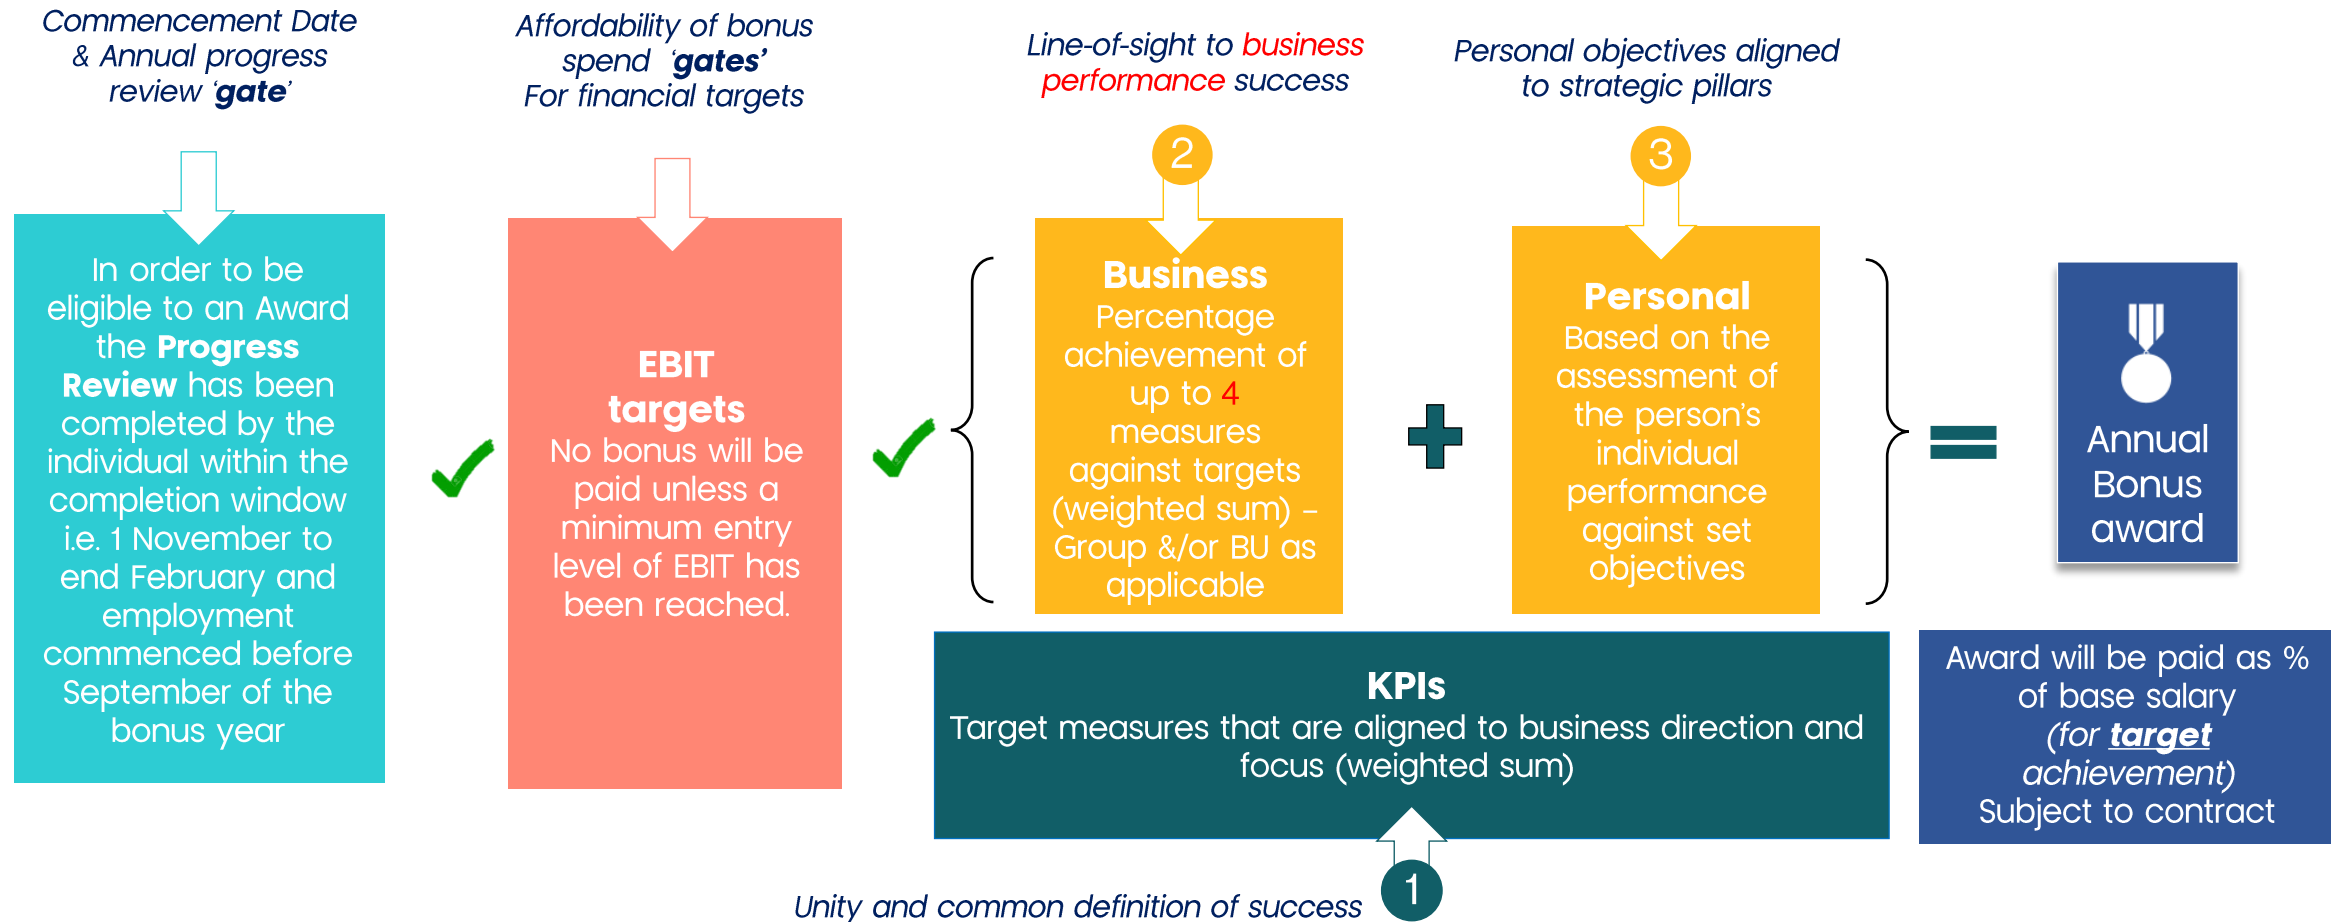 Commencement Date
& Annual progress
review ‘gate’
Affordability of bonus
spend ‘gates’
For financial targets
Line-of-sight to business
performance success
Personal objectives aligned
to strategic pillars
2
3
In order to be
eligible to an Award
the Progress
Review has been
completed by the
individual within the
completion window
i.e. 1 November to
end February and
employment
commenced before
September of the
bonus year
EBIT
targets
No bonus will be
paid unless a
minimum entry
level of EBIT has
been reached.
Business
Percentage
achievement of
up to 4
measures
against targets
(weighted sum) –
Group &/or BU as
applicable
Personal
Based on the
assessment of
the person’s
individual
performance
against set
objectives
Annual
Bonus
award
KPIs
Target measures that are aligned to business direction and
focus (weighted sum)
Award will be paid as %
of base salary
(for target
achievement)
Subject to contract
1
Unity and common definition of success